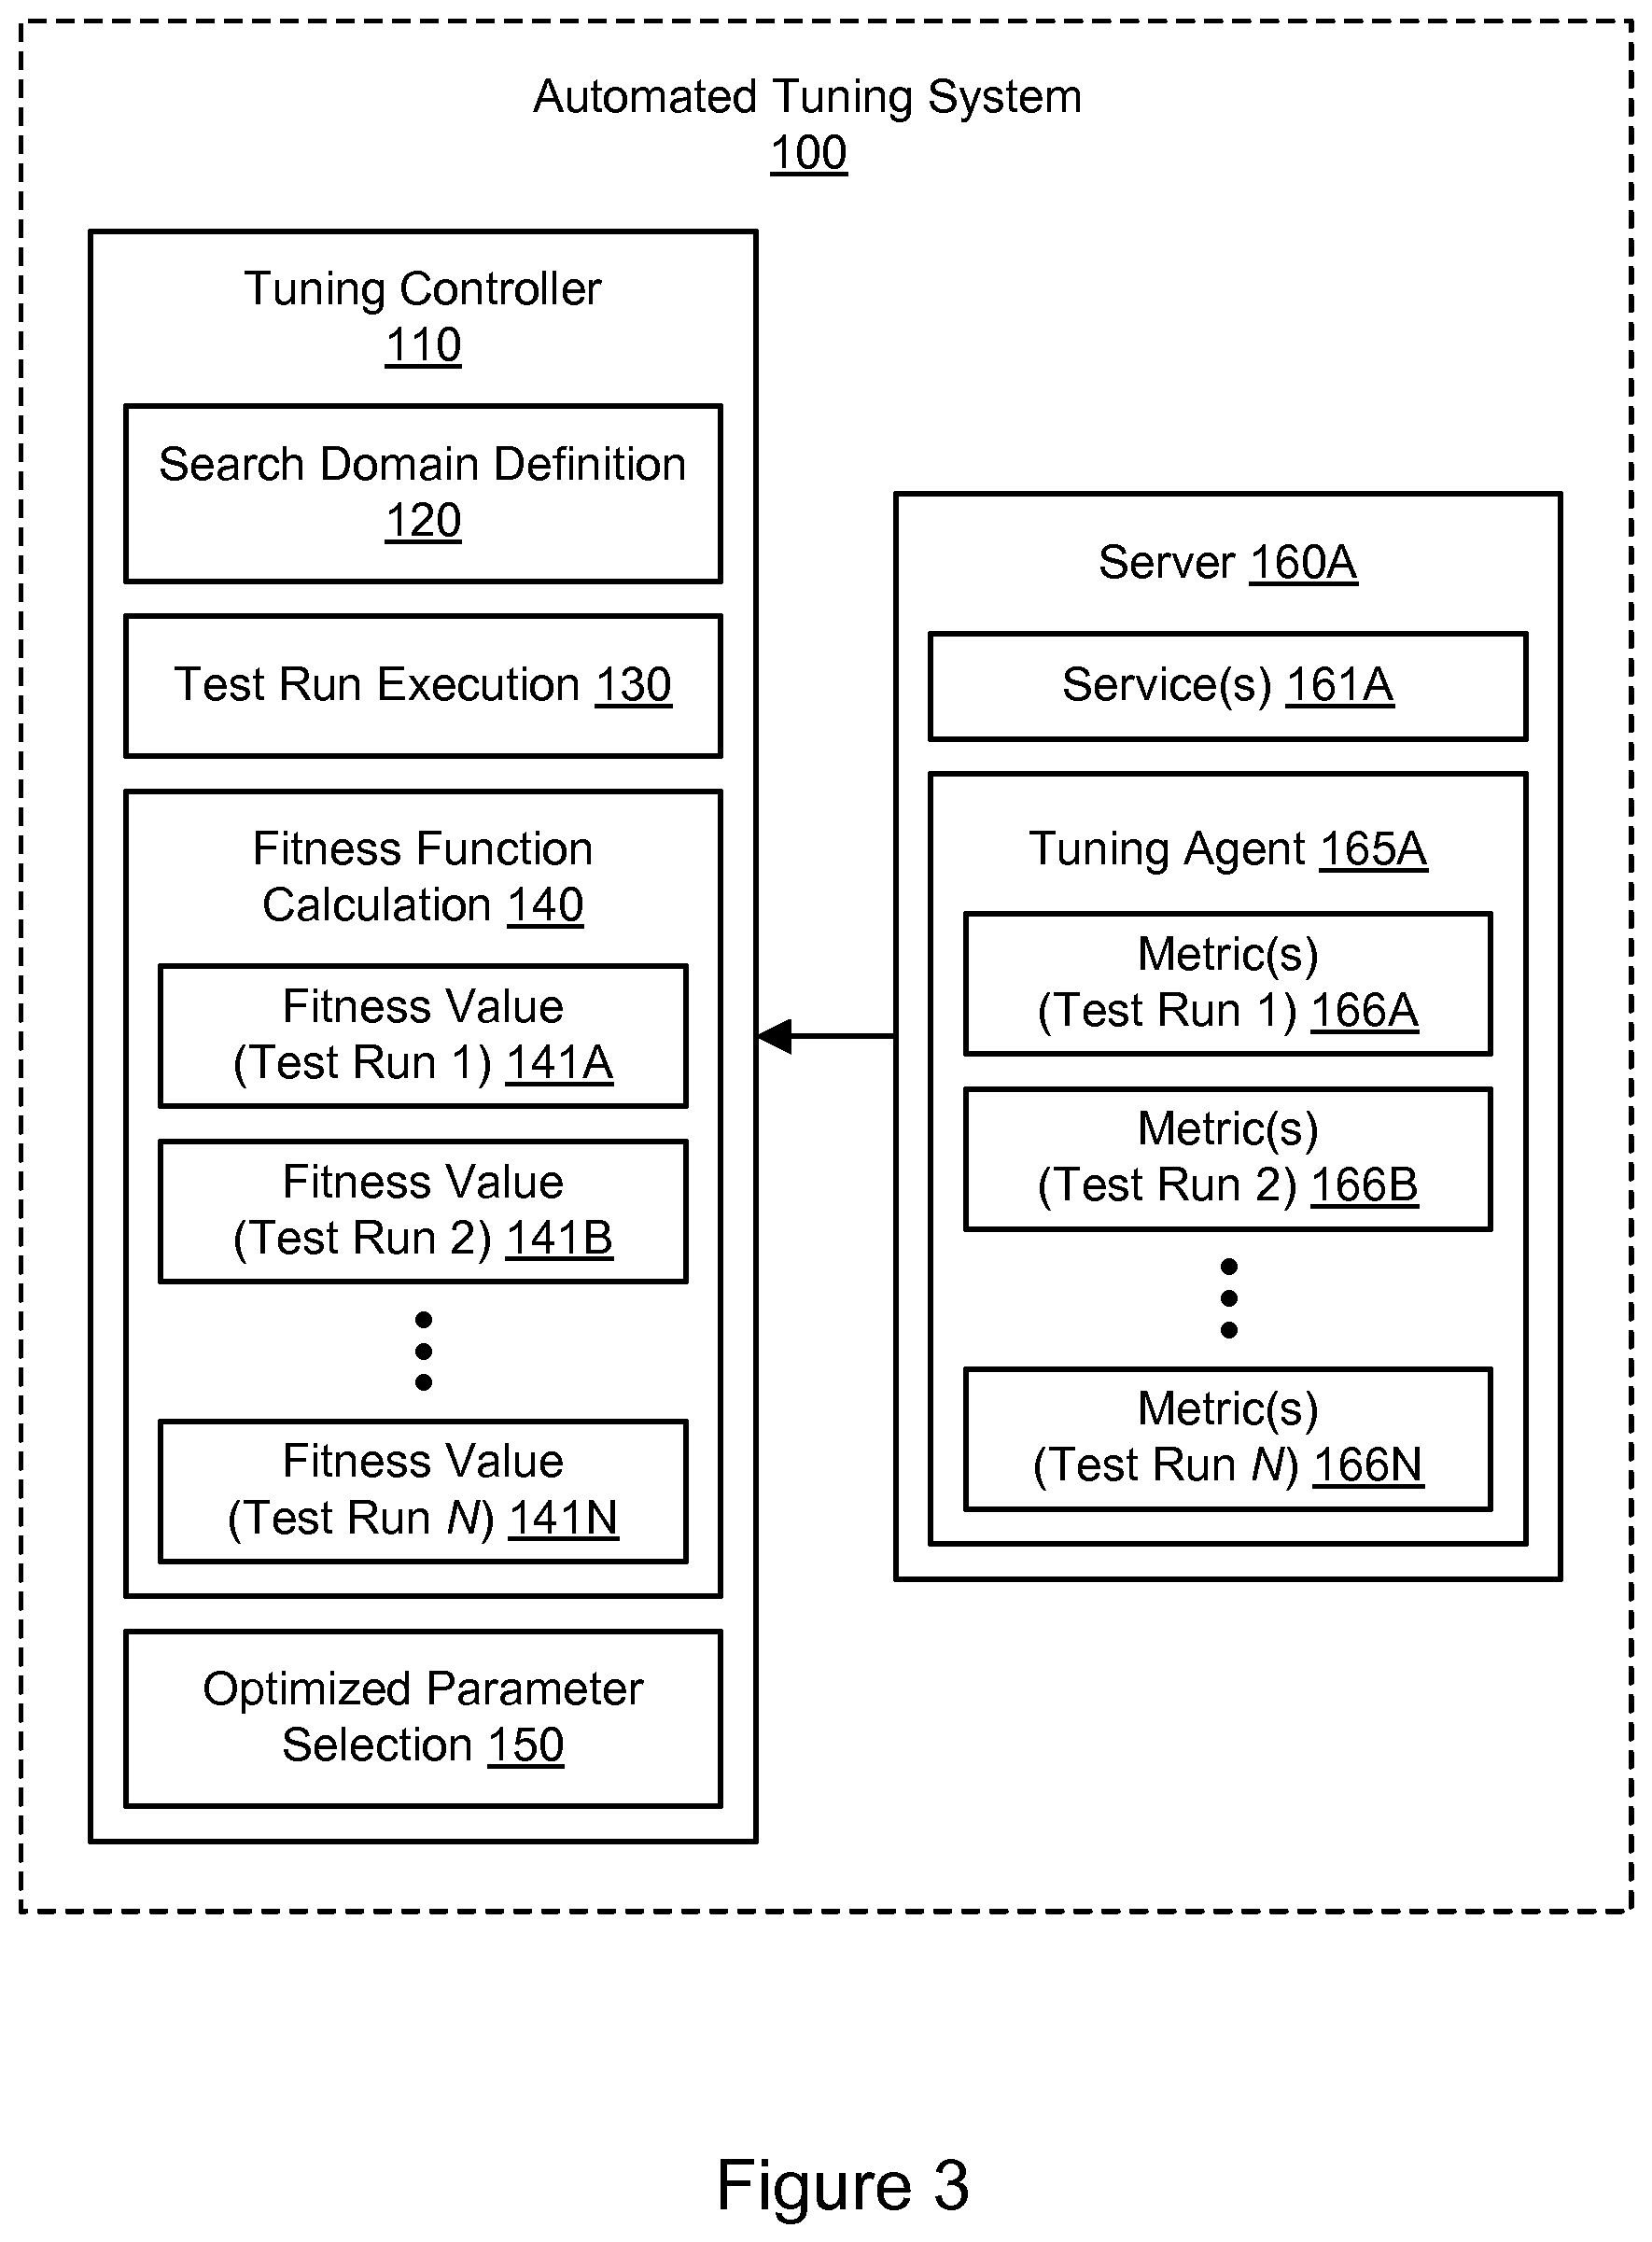 Automated Tuning System
100
Tuning Controller
110
Search Domain Definition
120
Test Run Execution 130
Fitness Function
Calculation 140
Fitness Value
(Test Run 1) 141A
Fitness Value
(Test Run 2) 141B
Fitness Value
(Test Run N) 141N
Optimized Parameter
Selection 150
Server 160A
Service(s) 161A
Tuning Agent 165A
Metric(s)
(Test Run 1) 166A
Metric(s)
(Test Run 2) 166B
Metric(s)
(Test Run N) 166N
Figure 3